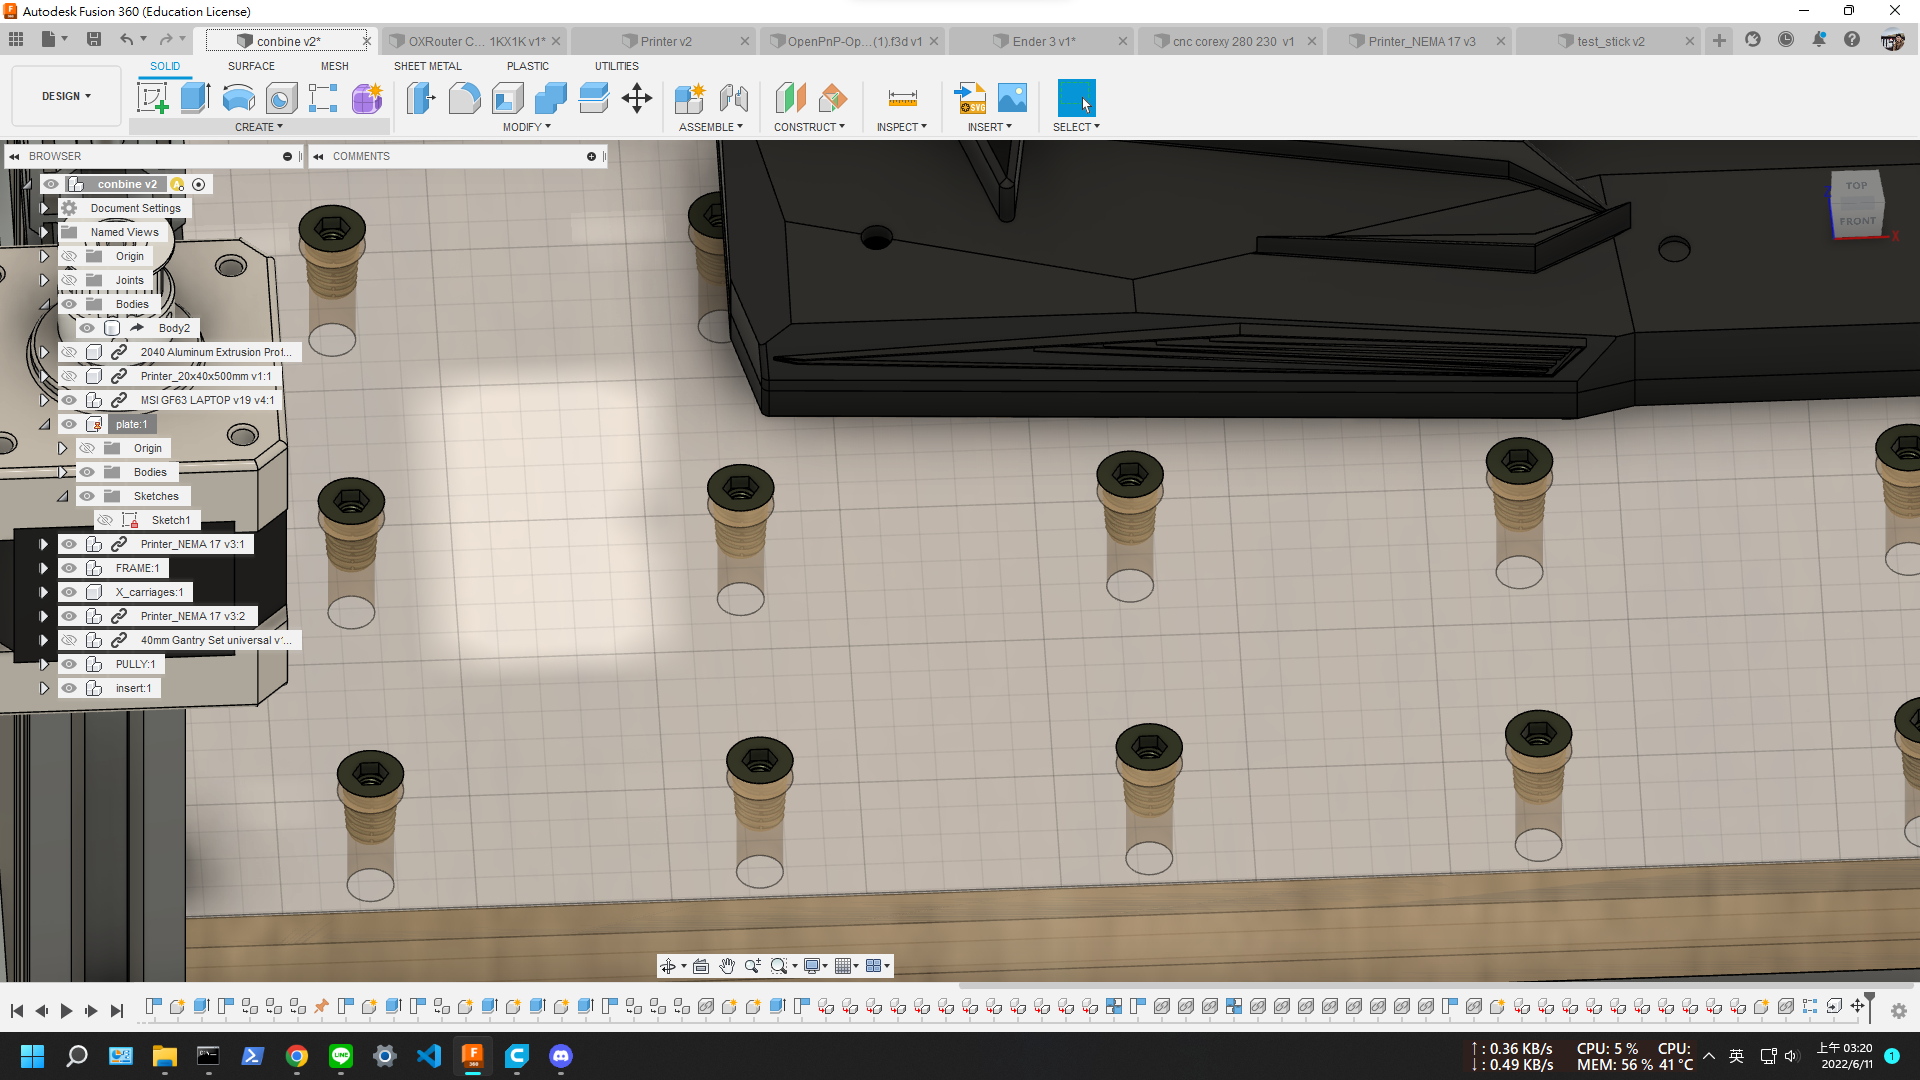 Autodesk Fusion 360 (Education License)
conbine v2*
OXRouter C... 1KX1K v1*
Printer v2
OpenPnP-Op...(1).f3d v1
Ender 3 v1*
cnc corexy 280 230 v1
Printer_NEMA 17 v3
test_stick v2
SOLID
SURFACE
MESH
SHEET METAL
PLASTIC
UTILITIES
DESIGN
CREATE
MODIFY
ASSEMBLE
CONSTRUCT
INSPECT
INSERT
SELECT
SVG
BROWSER
COMMENTS
conbine v2
Document Settings
Named Views
Origin
Joints
Bodies
Body2
2040 Aluminum Extrusion Prof...
Printer_20x40x500mm v1:1
MSI GF63 LAPTOP v19 v4:1
plate:1
Origin
Bodies
Sketches
Sketch1
Printer_NEMA 17 v3:1
FRAME:1
X_carriages:1
Printer_NEMA 17 v3:2
40mm Gantry Set universal v1...
PULLY:1
insert:1
TOP
FRONT
Z
X
↑ : 0.36 KB/s CPU: 5 % CPU:
↓ : 0.49 KB/s MEM: 56 % 41 °C
英
上午 03:20
2022/6/11
1